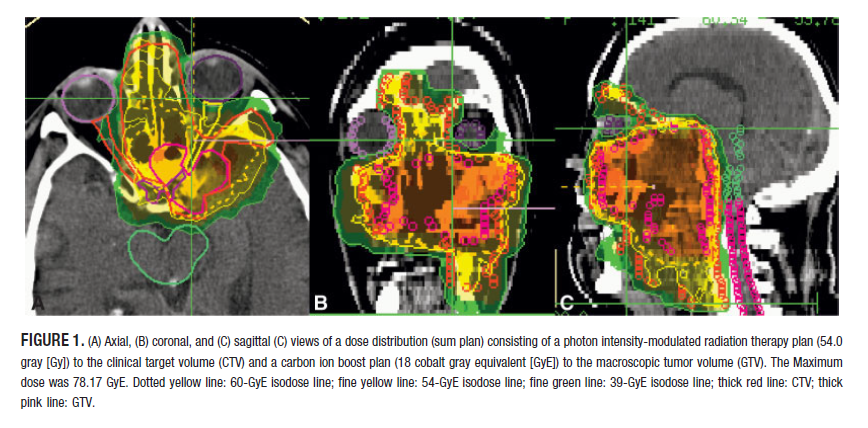 B
C
FIGURE 1. (A) Axial, (B) coronal, and (C) sagittal (C) views of a dose distribution (sum plan) consisting of a photon intensity-modulated radiation therapy plan (54.0
gray [Gy]) to the clinical target volume (CTV) and a carbon ion boost plan (18 cobalt gray equivalent [GyE]) to the macroscopic tumor volume (GTV). The Maximum
dose was 78.17 GyE. Dotted yellow line: 60-GyE isodose line; fine yellow line: 54-GyE isodose line; fine green line: 39-GyE isodose line; thick red line: CTV; thick
pink line: GTV.